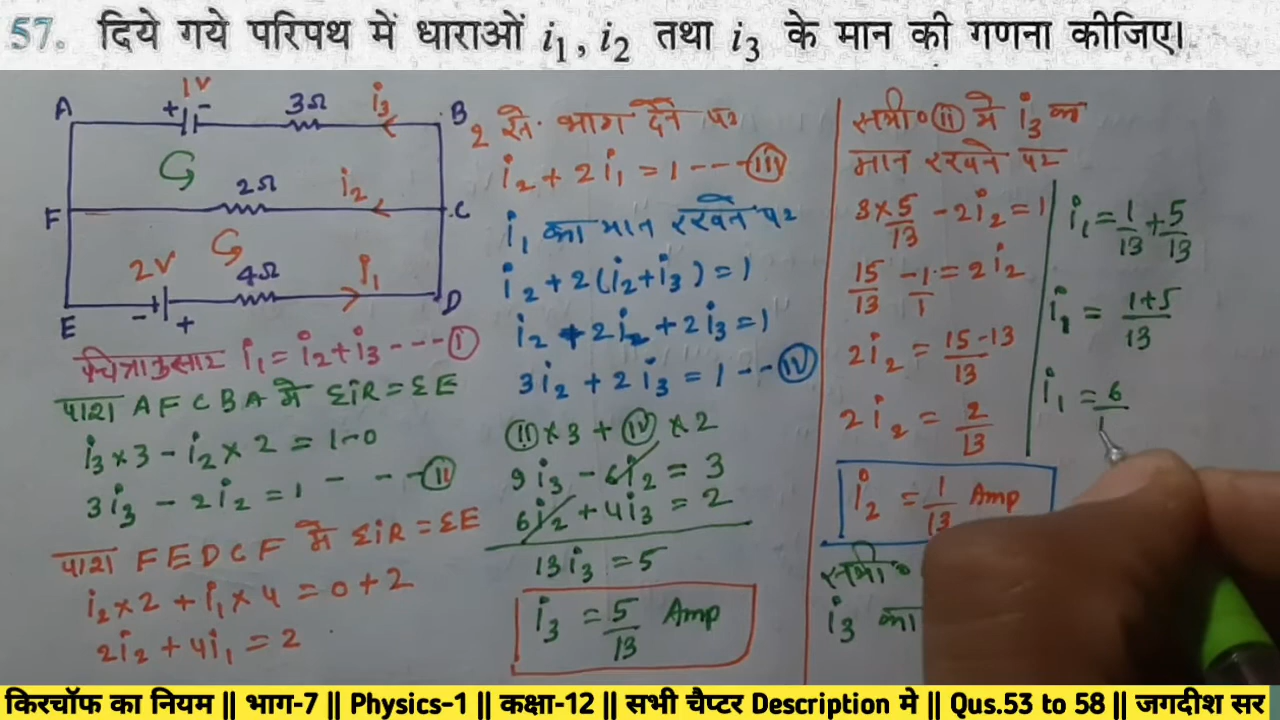 57. दिये गये परिपथ में धाराओं i₁, i₂ तथा i₃ के मान की गणना कीजिए।
A
+ 1V -
3Ω
i₃
B
F
2Ω
i₂
C
2V
4Ω
i₁
E
- +
D
चित्रानुसार i₁ = i₂ + i₃ ---- Ⓘ
पाश A F C B A में ΣiR = ΣE
i₃ × 3 - i₂ × 2 = 1-0
3i₃ - 2i₂ = 1 - - - Ⓘⓘ
पाश F E D C F में ΣiR = ΣE
i₂ × 2 + i₁ × 4 = 0 + 2
2i₂ + 4i₁ = 2
2 से भाग देने पर
i₂ + 2i₁ = 1 --- (III)
i₁ का मान रखने पर
i₂ + 2(i₂+i₃) = 1
i₂ + 2i₂ + 2i₃ = 1
3i₂ + 2i₃ = 1 -- (IV)
(II) × 3 + (IV) × 2
9i₃ - 6i₂ = 3
6i₂ + 4i₃ = 2
13i₃ = 5
i₃ = 5/13 Amp
समी० (II) में i₃ का
मान रखने पर
3 × 5/13 - 2i₂ = 1
15/13 - 1/1 = 2i₂
2i₂ = 15-13/13
2i₂ = 2/13
i₂ = 1/13 Amp
समी०
i₃ का
i₁ = 1/13 + 5/13
i₁ = 1+5/13
i₁ = 6/1
किरचॉफ का नियम || भाग-7 || Physics-1 || कक्षा-12 || सभी चैप्टर Description मे || Qus.53 to 58 || जगदीश सर